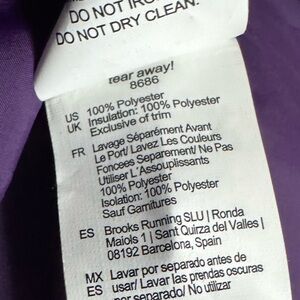 DO NOT IRO
DO NOT DRY CLEAN.
tear away!
8686
US 100% Polyester
UK Insulation: 100% Polyester
Exclusive of trim
FR Lavage Séparément Avant
Le Port/ Lavez Les Couleurs
Foncees Separement/ Ne Pas
Utiliser L'Assouplissants
100% Polyester
Isolation: 100% Polyester
Sauf Garnitures
ES Brooks Running SLU | Ronda
Maiols 1 | Sant Quirza del Valles |
08192 Barcelona, Spain
MX Lavar por separado antes de
ES usar/ Lavar las prendas oscuras
por separado/ No utilizar